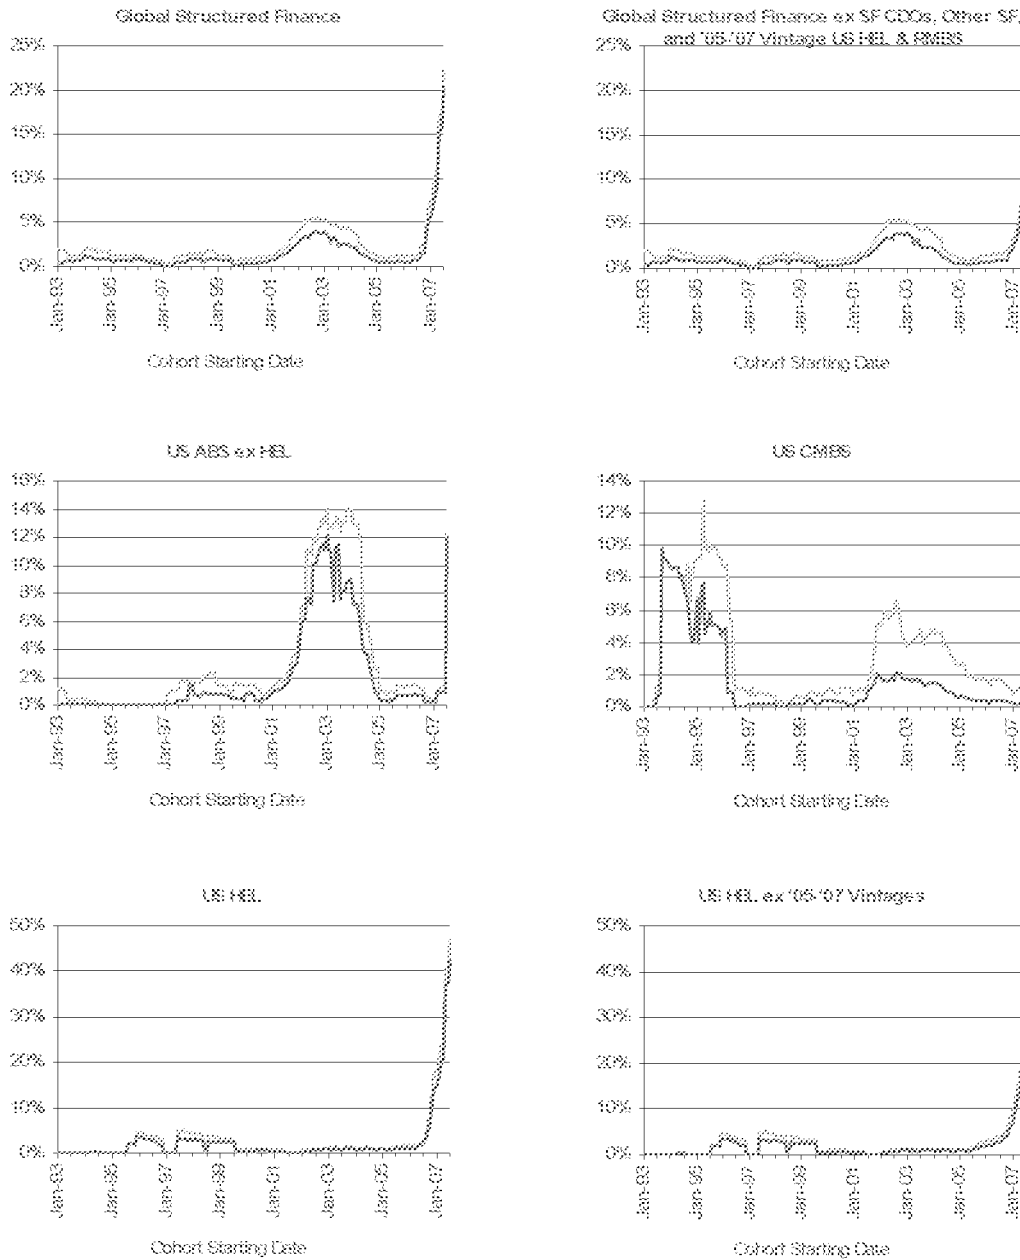 Global Structured Finance
25%
20%
15%
10%
5%
0%
Jan-93
Jan-95
Jan-97
Jan-99
Jan-01
Jan-03
Jan-05
Jan-07
Cohort Starting Date
Global Structured Finance ex SF CDOs, Other SF,
and '05-'07 Vintage US HEL & RMBS
25%
20%
15%
10%
5%
0%
Jan-93
Jan-95
Jan-97
Jan-99
Jan-01
Jan-03
Jan-05
Jan-07
Cohort Starting Date
US ABS ex HEL
16%
14%
12%
10%
8%
6%
4%
2%
0%
Jan-93
Jan-95
Jan-97
Jan-99
Jan-01
Jan-03
Jan-05
Jan-07
Cohort Starting Date
US CMBS
14%
12%
10%
8%
6%
4%
2%
0%
Jan-93
Jan-95
Jan-97
Jan-99
Jan-01
Jan-03
Jan-05
Jan-07
Cohort Starting Date
US HEL
50%
40%
30%
20%
10%
0%
Jan-93
Jan-95
Jan-97
Jan-99
Jan-01
Jan-03
Jan-05
Jan-07
Cohort Starting Date
US HEL ex '05-'07 Vintages
50%
40%
30%
20%
10%
0%
Jan-93
Jan-95
Jan-97
Jan-99
Jan-01
Jan-03
Jan-05
Jan-07
Cohort Starting Date